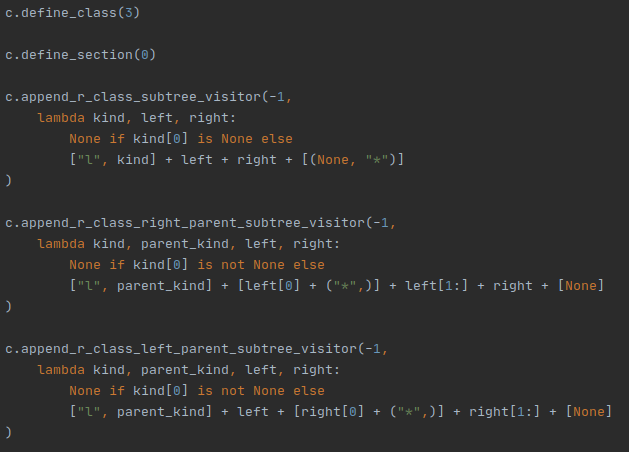 c.define_class(3)

c.define_section(0)

c.append_r_class_subtree_visitor(-1,
    lambda kind, left, right:
        None if kind[0] is None else
        ["l", kind] + left + right + [(None, "*")]
)

c.append_r_class_right_parent_subtree_visitor(-1,
    lambda kind, parent_kind, left, right:
        None if kind[0] is not None else
        ["l", parent_kind] + [left[0] + ("*",)] + left[1:] + right + [None]
)

c.append_r_class_left_parent_subtree_visitor(-1,
    lambda kind, parent_kind, left, right:
        None if kind[0] is not None else
        ["l", parent_kind] + left + [right[0] + ("*",)] + right[1:] + [None]
)